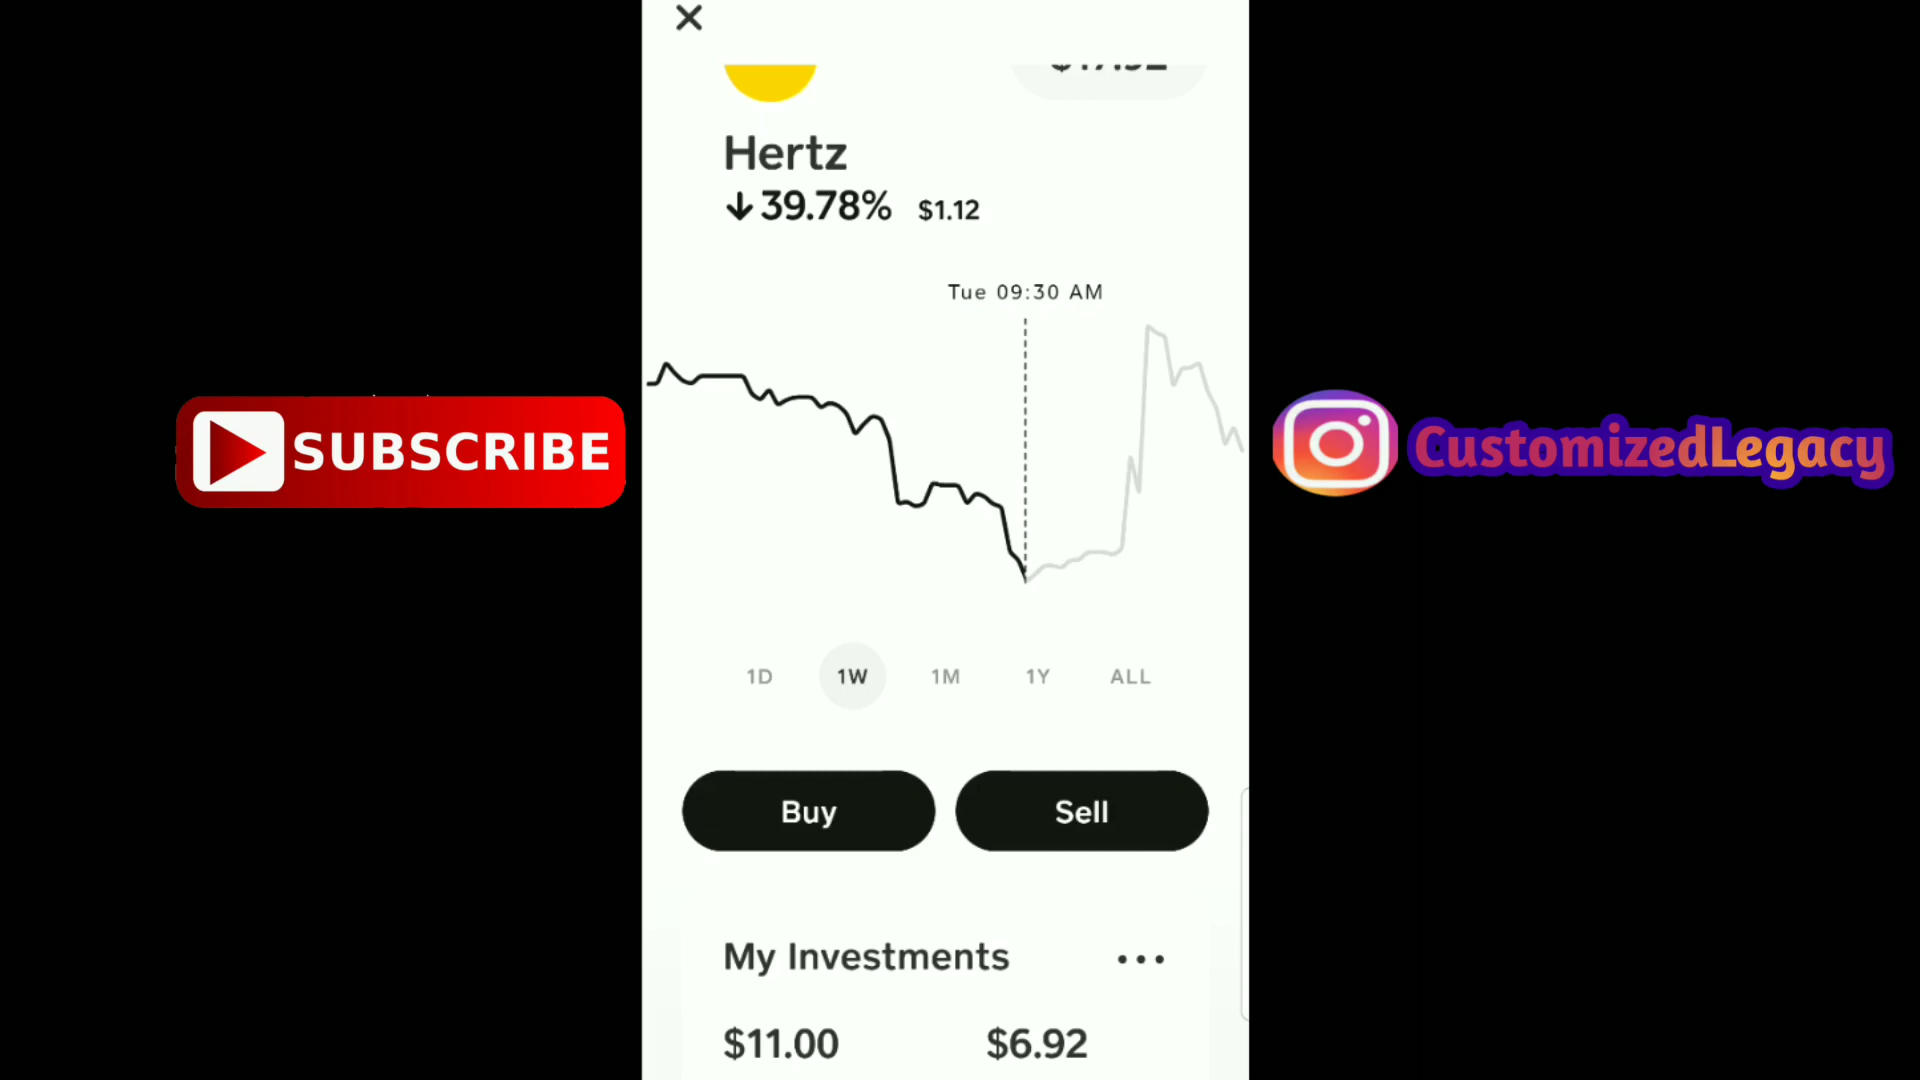 Hertz
↓39.78% $1.12
Tue 09:30 AM
SUBSCRIBE
CustomizedLegacy
1D 1W 1M 1Y ALL
Buy Sell
My Investments
$11.00 $6.92